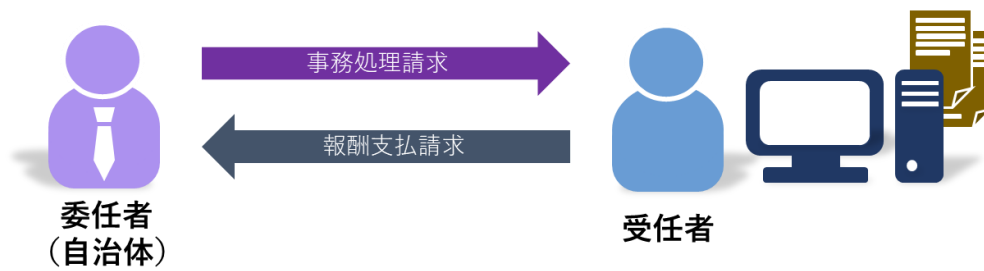 事務処理請求
報酬支払請求
委任者
（自治体）
受任者